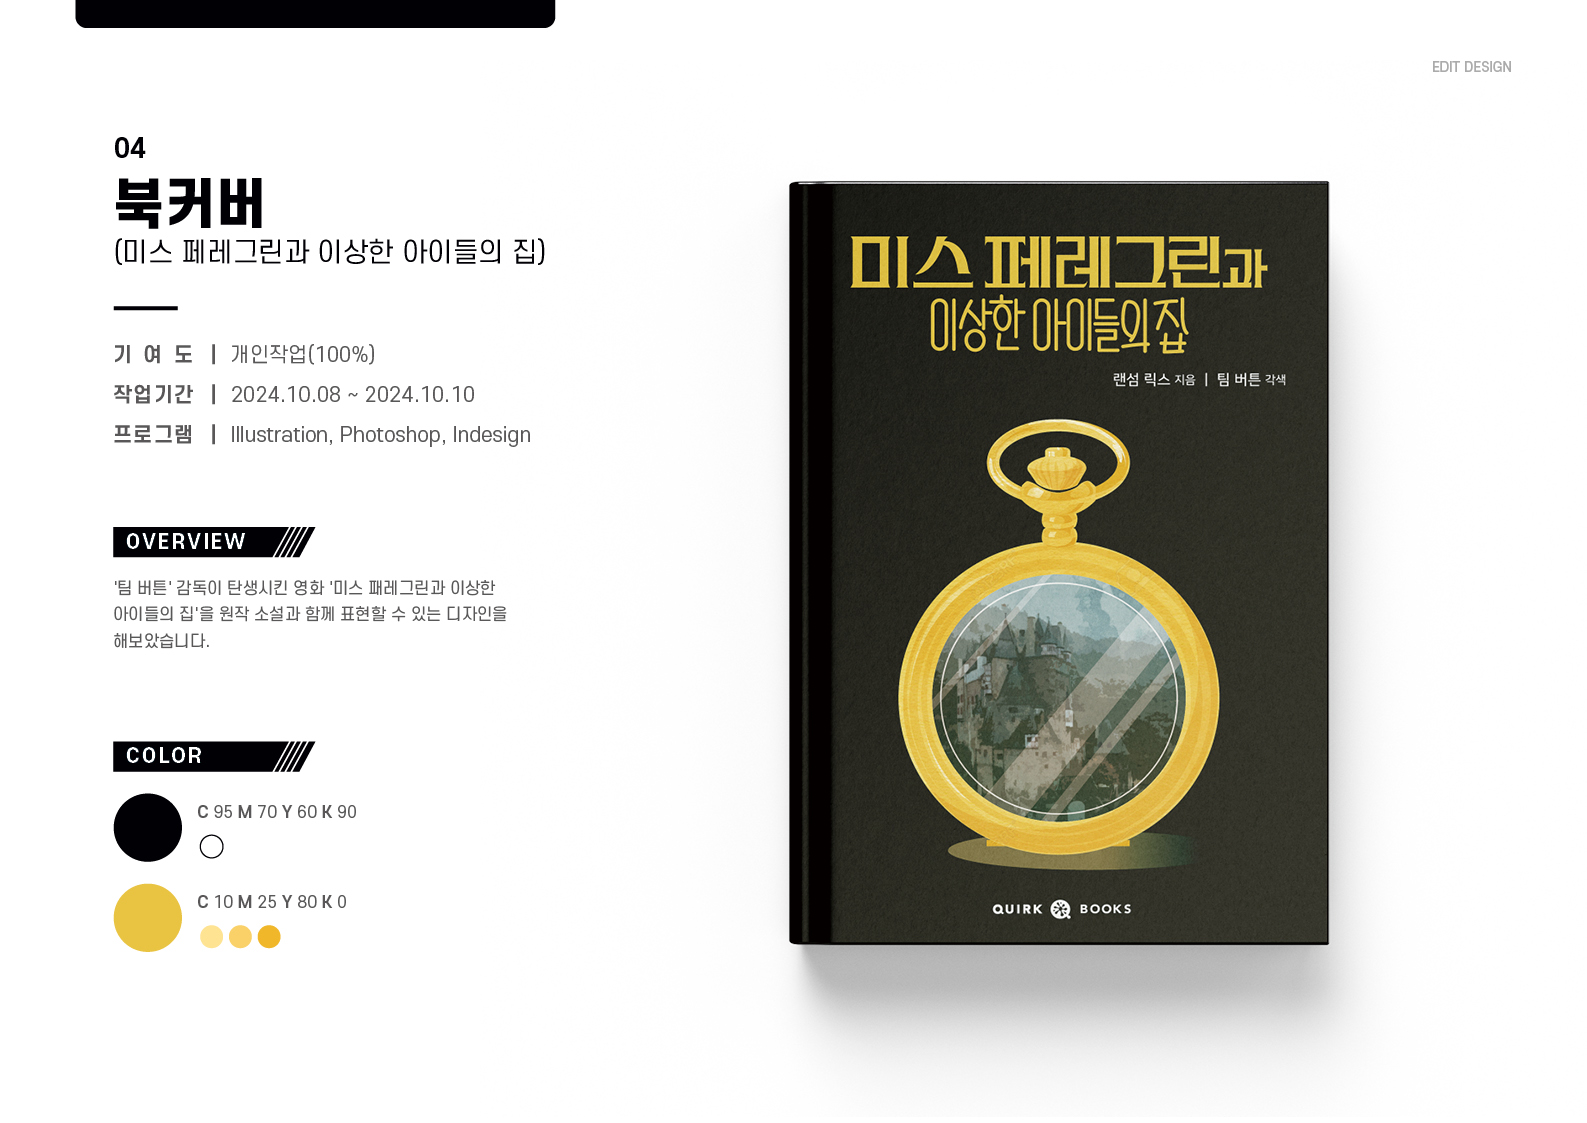 EDIT DESIGN
04
북커버
(미스 페레그린과 이상한 아이들의 집)
기 여 도 | 개인작업(100%)
작업기간 | 2024.10.08 ~ 2024.10.10
프로그램 | Illustration, Photoshop, Indesign
OVERVIEW
'팀 버튼' 감독이 탄생시킨 영화 '미스 패레그린과 이상한
아이들의 집'을 원작 소설과 함께 표현할 수 있는 디자인을
해보았습니다.
COLOR
C 95 M 70 Y 60 K 90
C 10 M 25 Y 80 K 0
미스 페레그린과
이상한 아이들의 집
랜섬 릭스 지음 | 팀 버튼 각색
QUIRK BOOKS